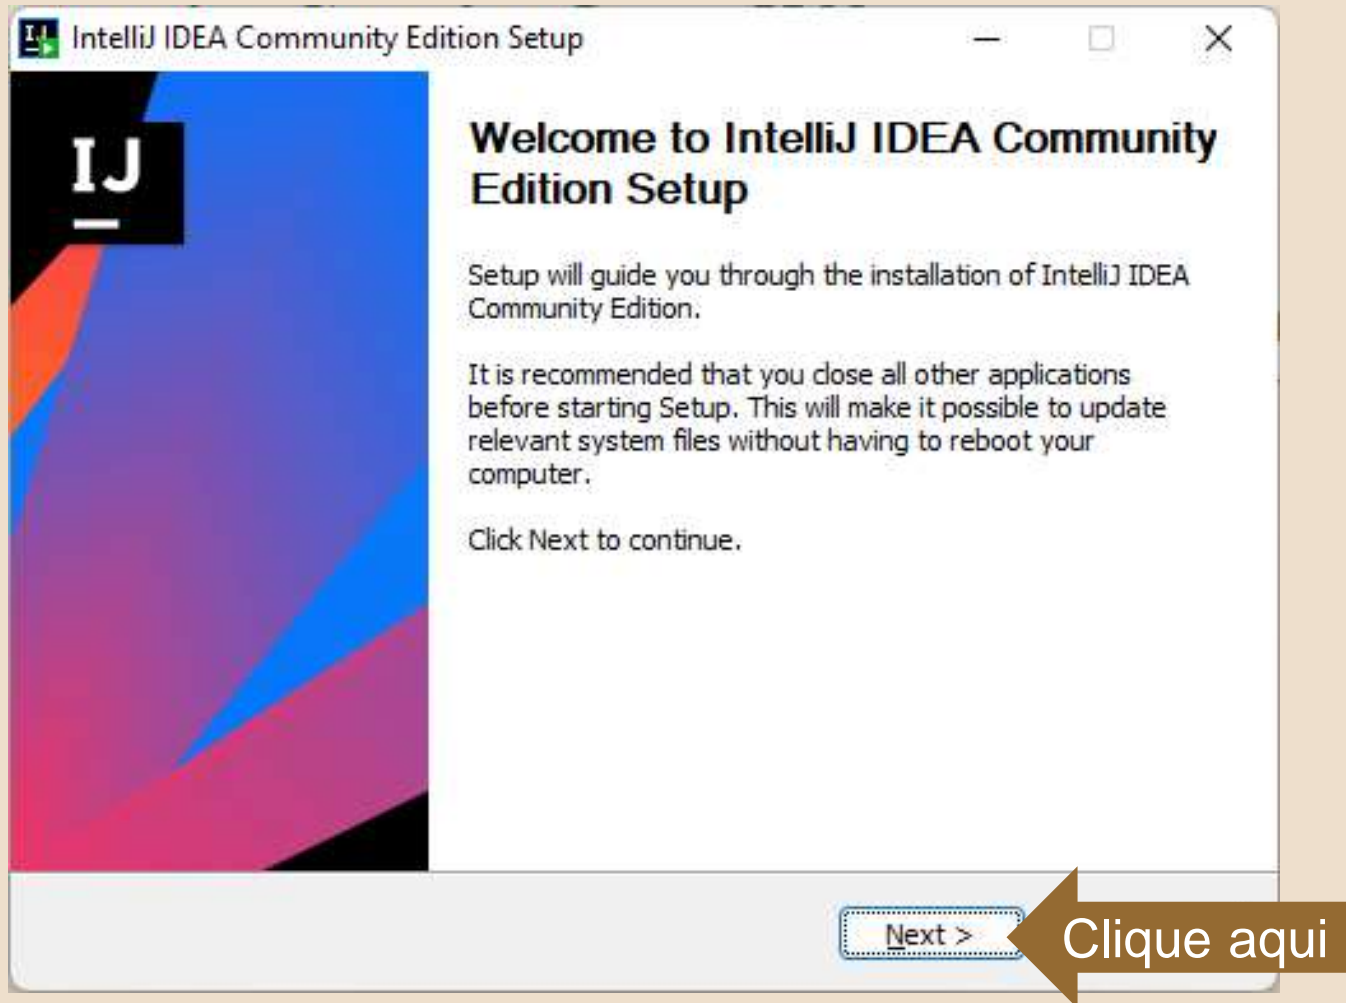 IntelliJ IDEA Community Edition Setup
IJ
Welcome to IntelliJ IDEA Community
Edition Setup
Setup will guide you through the installation of IntelliJ IDEA
Community Edition.
It is recommended that you close all other applications
before starting Setup. This will make it possible to update
relevant system files without having to reboot your
computer.
Click Next to continue.
Next >
Clique aqui